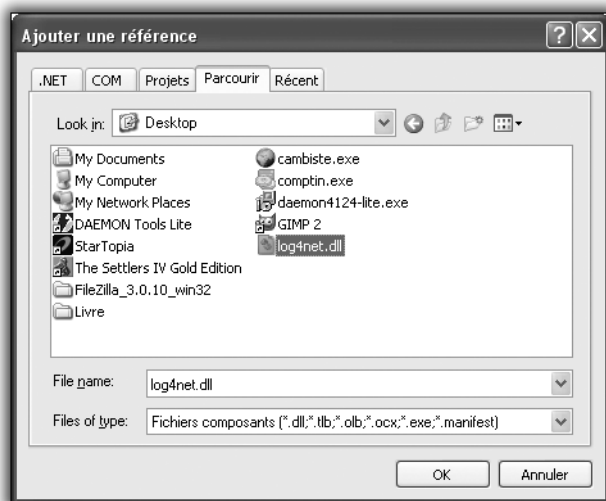 Ajouter une référence
.NET COM Projets Parcourir Récent
Look in: Desktop
My Documents cambiste.exe
My Computer comptin.exe
My Network Places daemon4124-lite.exe
DAEMON Tools Lite GIMP 2
StarTopia log4net.dll
The Settlers IV Gold Edition
FileZilla_3.0.10_win32
Livre
File name: log4net.dll
Files of type: Fichiers composants (*.dll;*.tlb;*.olb;*.ocx;*.exe;*.manifest)
OK Annuler